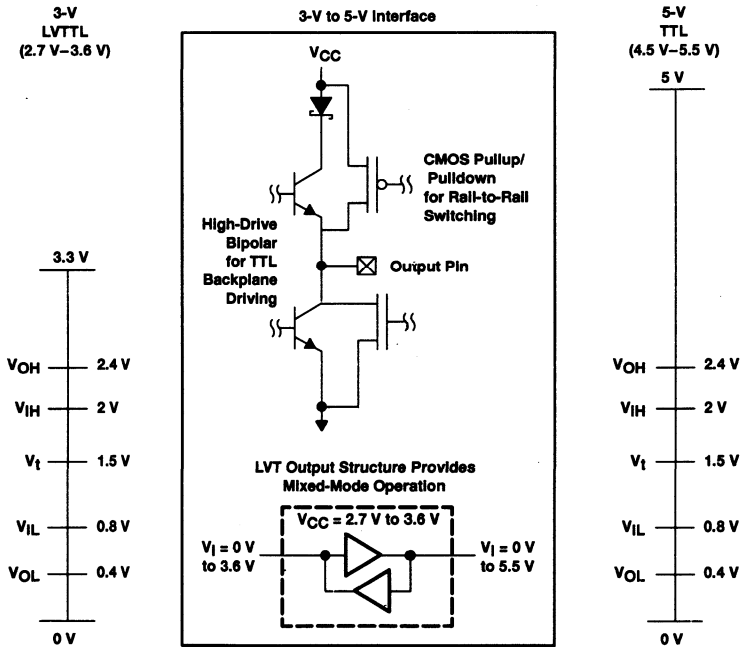 3-V
LVTTL
(2.7 V–3.6 V)
3.3 V
VOH 2.4 V
VIH 2 V
Vt 1.5 V
VIL 0.8 V
VOL 0.4 V
0 V
3-V to 5-V Interface
VCC
CMOS Pullup/
Pulldown
for Rail-to-Rail
Switching
High-Drive
Bipolar
for TTL
Backplane
Driving
Output Pin
LVT Output Structure Provides
Mixed-Mode Operation
VCC = 2.7 V to 3.6 V
VI = 0 V
to 3.6 V
VI = 0 V
to 5.5 V
5-V
TTL
(4.5 V–5.5 V)
5 V
VOH 2.4 V
VIH 2 V
Vt 1.5 V
VIL 0.8 V
VOL 0.4 V
0 V